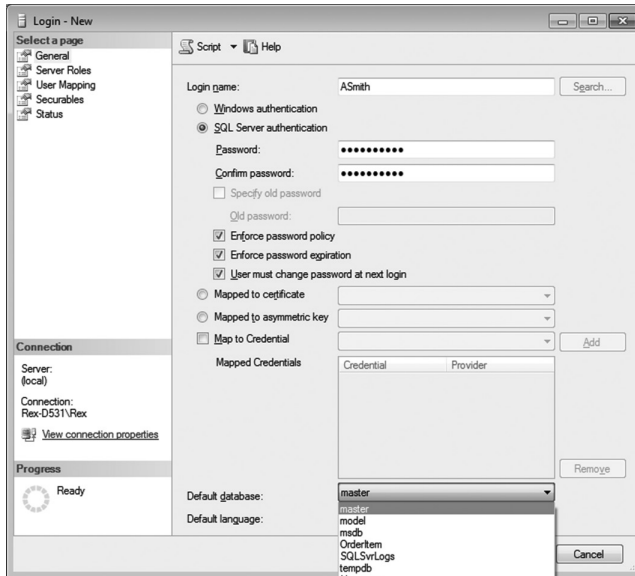 Login - New
Select a page
General
Server Roles
User Mapping
Securables
Status
Script
Help
Login name:
ASmith
Search...
Windows authentication
SQL Server authentication
Password:
Confirm password:
Specify old password
Old password:
Enforce password policy
Enforce password expiration
User must change password at next login
Mapped to certificate
Mapped to asymmetric key
Map to Credential
Add
Mapped Credentials
Credential
Provider
Remove
Default database:
master
Default language:
master
model
msdb
OrderItem
SQLSvrLogs
tempdb
Cancel
Connection
Server:
(local)
Connection:
Rex-D531\Rex
View connection properties
Progress
Ready